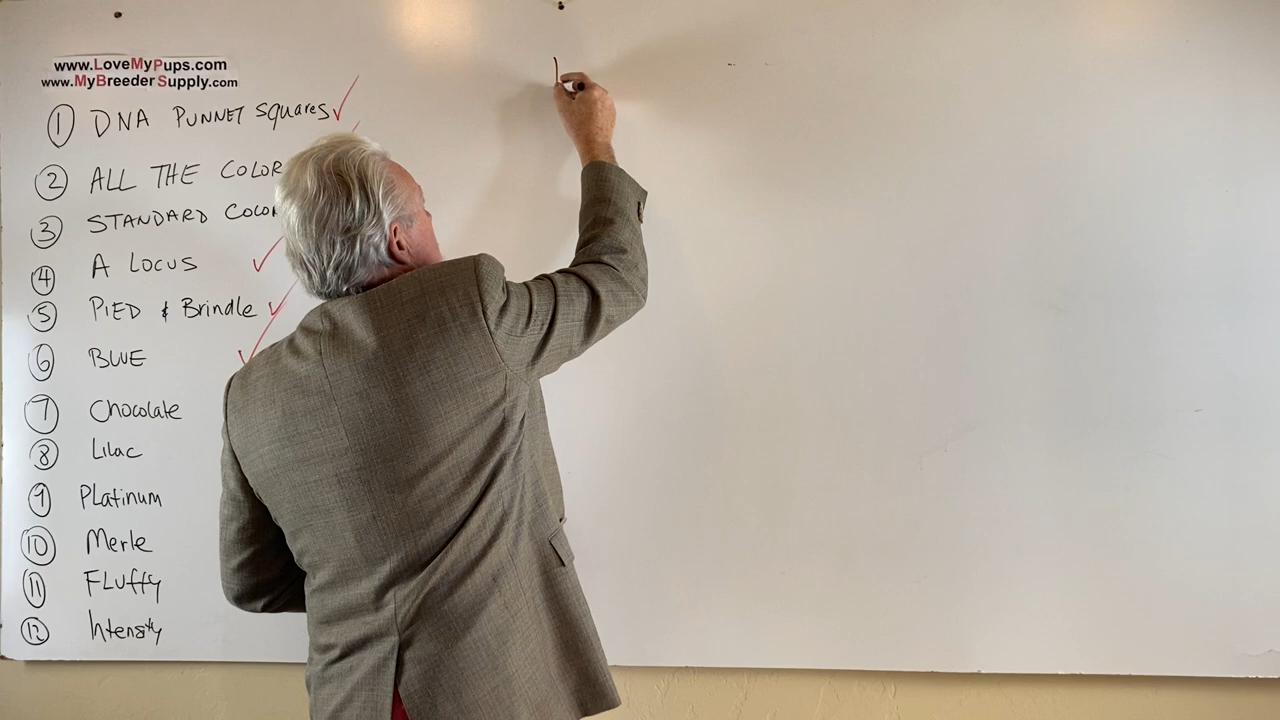 www.LoveMyPups.com
www.MyBreederSupply.com
1 DNA PUNNET squares ✓
2 ALL THE COLOR
3 STANDARD COLOR
4 A LOCUS ✓
5 PIED & Brindle ✓
6 BLUE ✓
7 Chocolate
8 Lilac
9 Platinum
10 Merle
11 FLuffy
12 Intensity